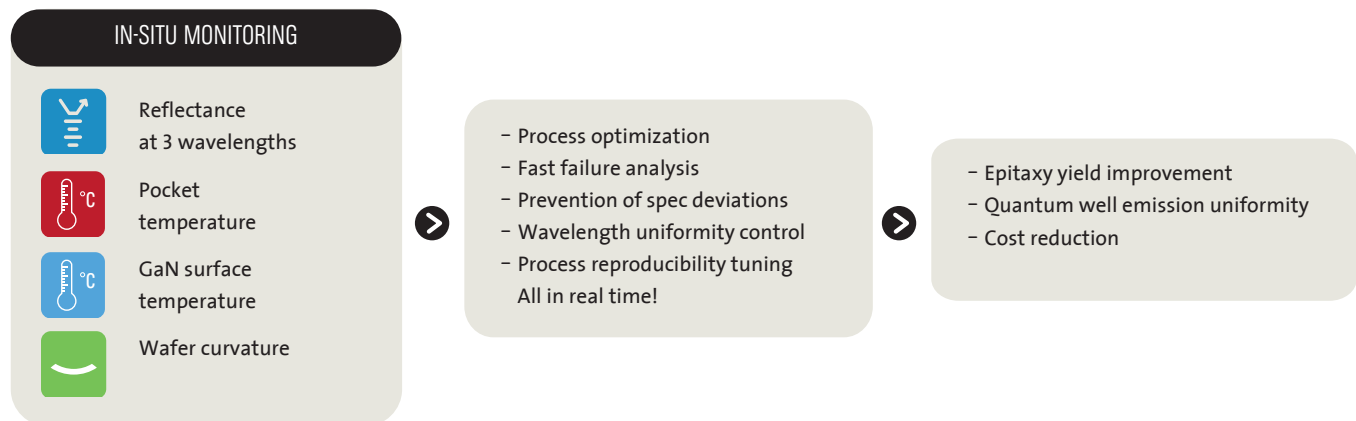 IN-SITU MONITORING
Reflectance
at 3 wavelengths
°C
Pocket
temperature
°C
GaN surface
temperature
Wafer curvature
– Process optimization
– Fast failure analysis
– Prevention of spec deviations
– Wavelength uniformity control
– Process reproducibility tuning
All in real time!
– Epitaxy yield improvement
– Quantum well emission uniformity
– Cost reduction